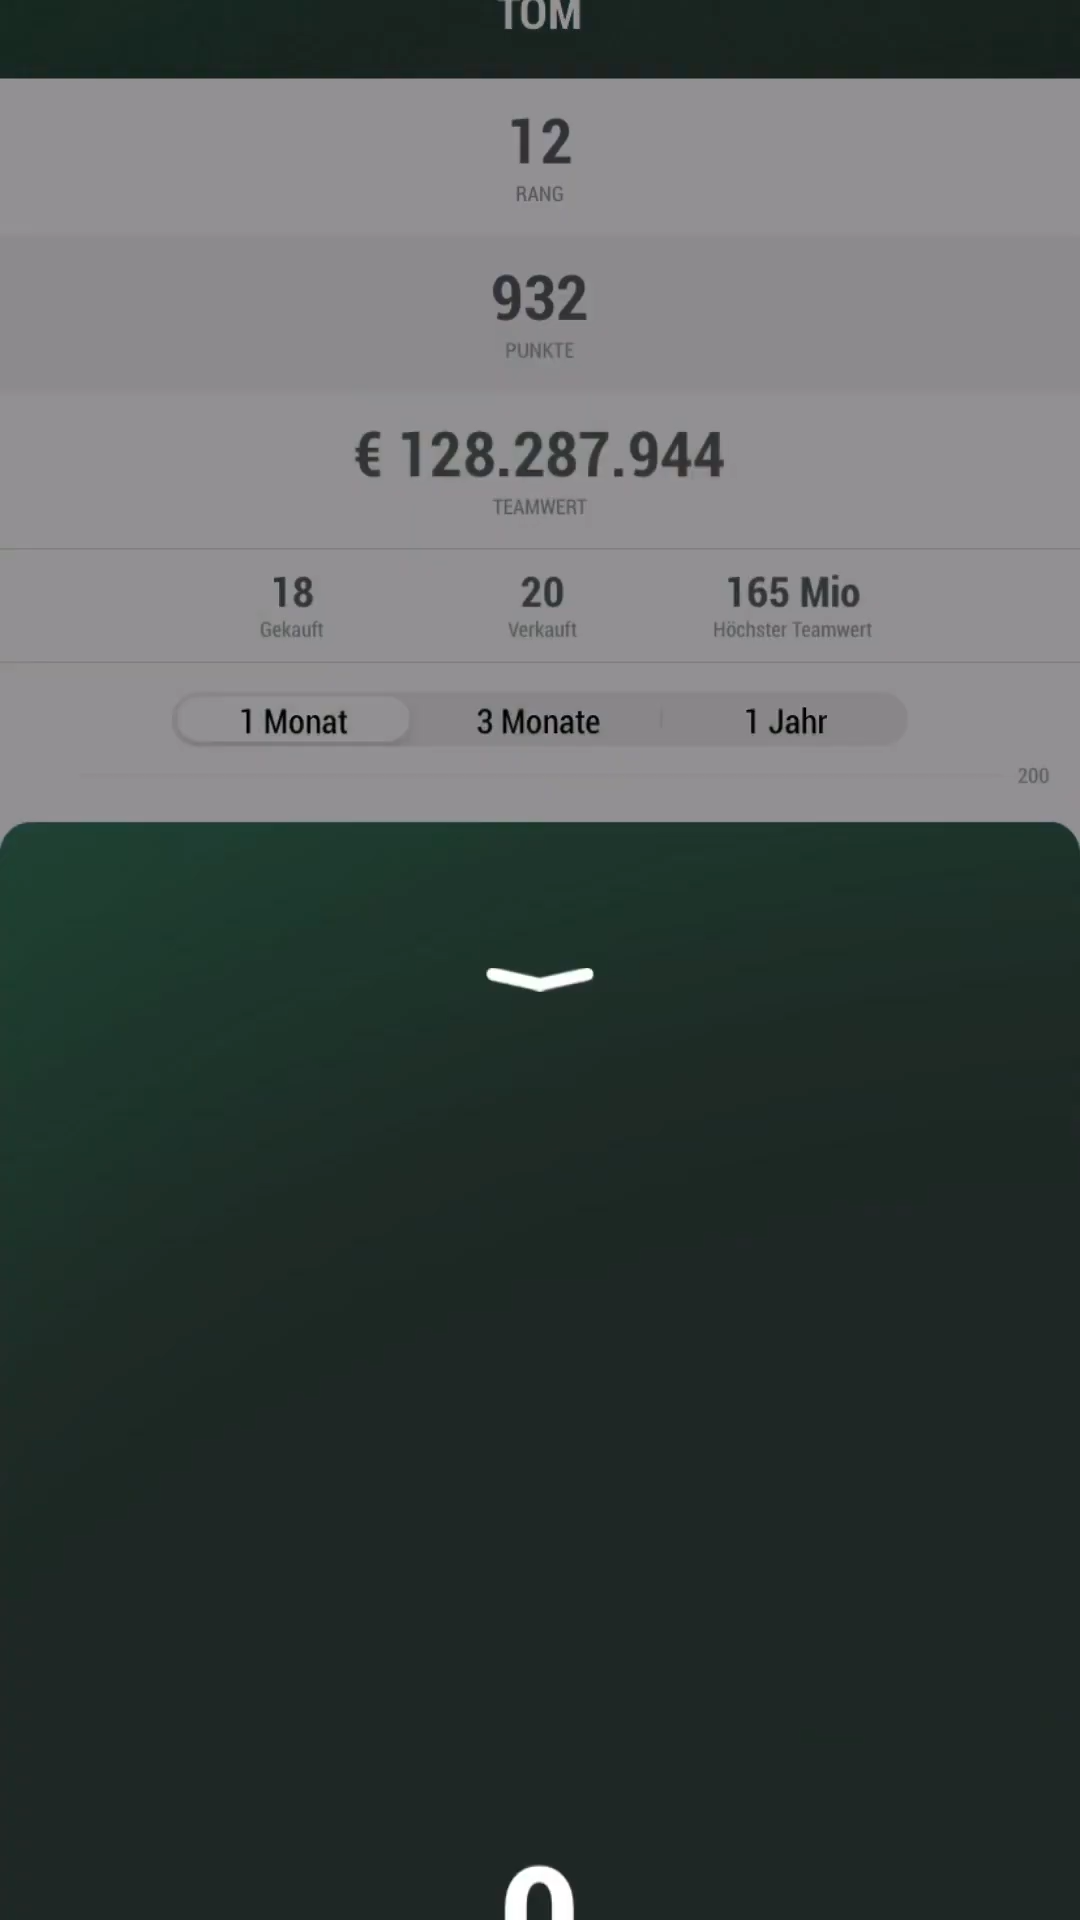 TOM
12
RANG
932
PUNKTE
€ 128.287.944
TEAMWERT
18 20 165 Mio
Gekauft Verkauft Höchster Teamwert
1 Monat 3 Monate 1 Jahr
200
0